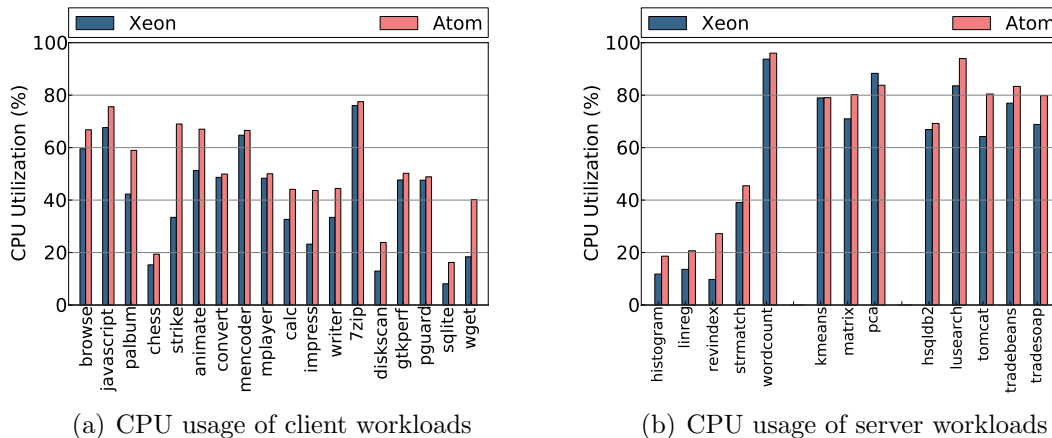 Xeon Atom
100
80
60
40
20
0
CPU Utilization (%)
browse
javascript
palbum
chess
strike
animate
convert
mencoder
mplayer
calc
impress
writer
7zip
diskscan
gtkperf
pguard
sqlite
wget
(a) CPU usage of client workloads
Xeon Atom
100
80
60
40
20
0
CPU Utilization (%)
histogram
linreg
revindex
strmatch
wordcount
kmeans
matrix
pca
hsqldb2
lusearch
tomcat
tradebeans
tradesoap
(b) CPU usage of server workloads